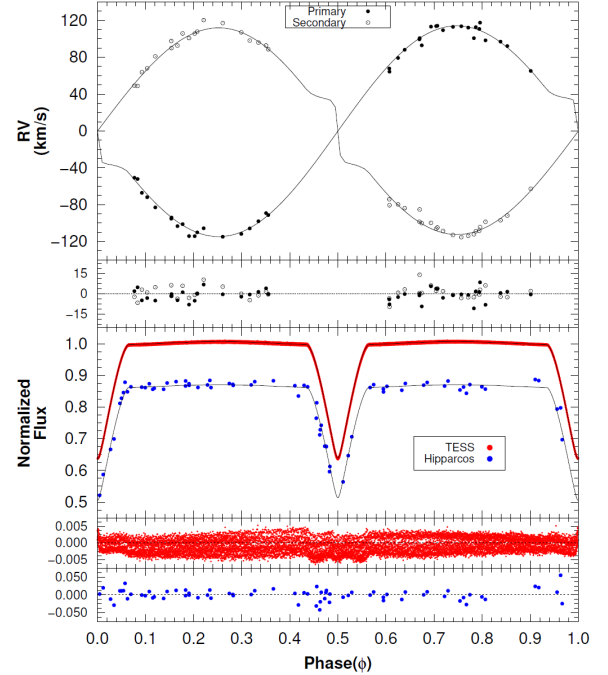 Primary
Secondary
120
80
40
0
−40
−80
−120
RV
(km/s)
15
0
−15
1.0
0.9
0.8
0.7
0.6
0.5
Normalized
Flux
TESS
Hipparcos
0.005
0.000
−0.005
0.050
0.000
−0.050
0.0 0.1 0.2 0.3 0.4 0.5 0.6 0.7 0.8 0.9 1.0
Phase(ϕ)